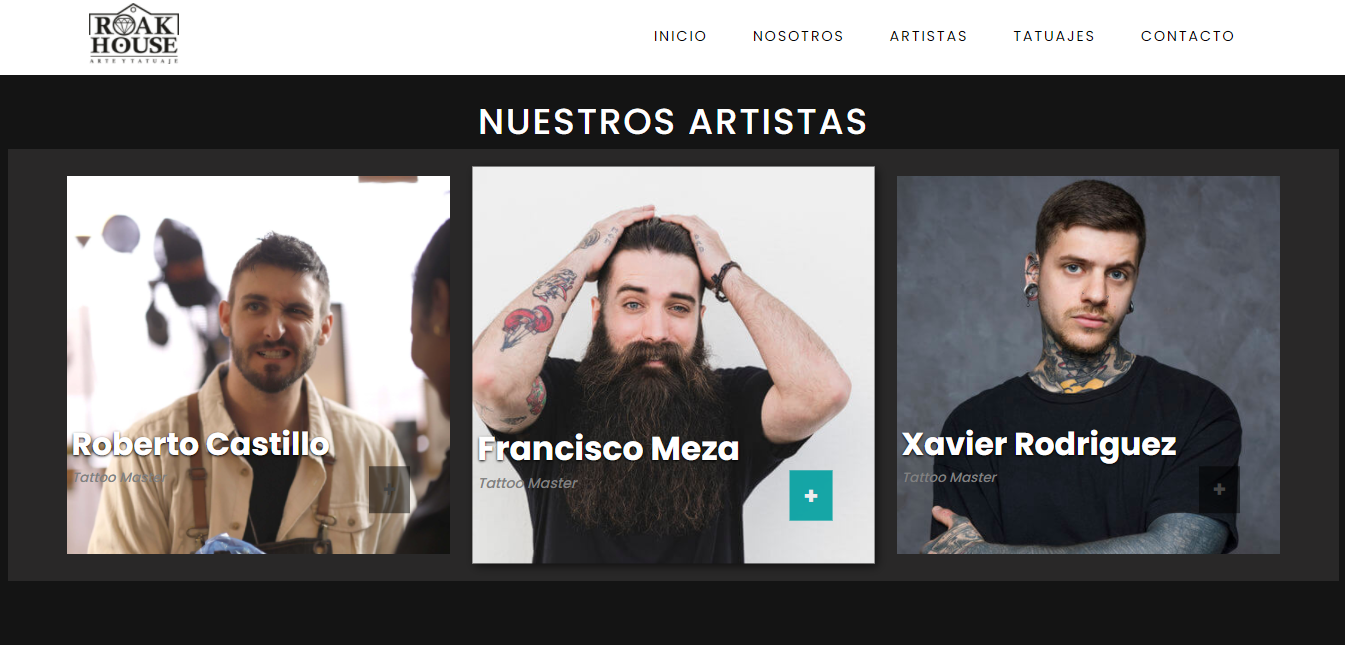 ROAK
HOUSE
ARTE Y TATUAJE
INICIO
NOSOTROS
ARTISTAS
TATUAJES
CONTACTO
NUESTROS ARTISTAS
Roberto Castillo
Tattoo Master
+
Francisco Meza
Tattoo Master
+
Xavier Rodriguez
Tattoo Master
+